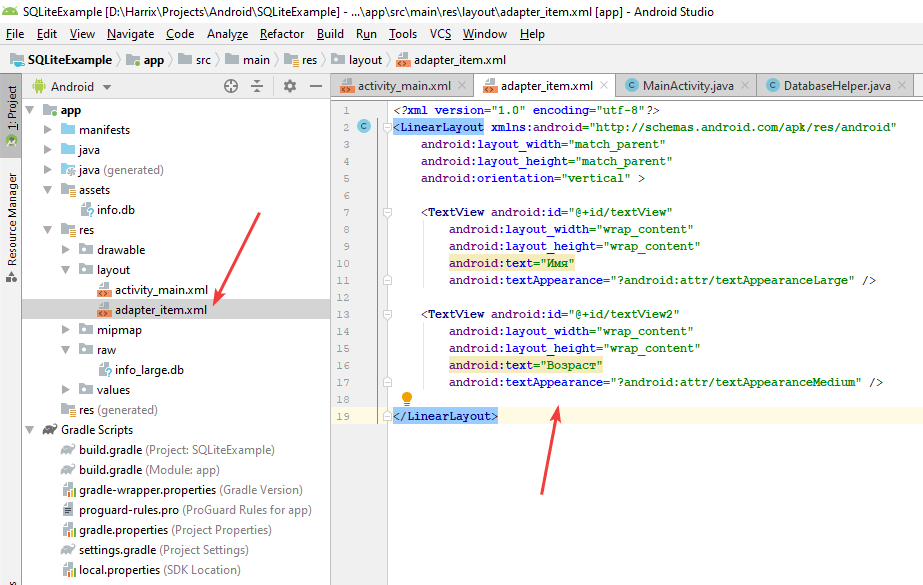 SQLiteExample [D:\Harrix\Projects\Android\SQLiteExample] - ...\app\src\main\res\layout\adapter_item.xml [app] - Android Studio
File Edit View Navigate Code Analyze Refactor Build Run Tools VCS Window Help
SQLiteExample app src main res layout adapter_item.xml
1: Project
Resource Manager
Android
app
manifests
java
java (generated)
assets
info.db
res
drawable
layout
activity_main.xml
adapter_item.xml
mipmap
raw
info_large.db
values
res (generated)
Gradle Scripts
build.gradle (Project: SQLiteExample)
build.gradle (Module: app)
gradle-wrapper.properties (Gradle Version)
proguard-rules.pro (ProGuard Rules for app)
gradle.properties (Project Properties)
settings.gradle (Project Settings)
local.properties (SDK Location)
activity_main.xml adapter_item.xml MainActivity.java DatabaseHelper.java
1 <?xml version="1.0" encoding="utf-8"?>
2 <LinearLayout xmlns:android="http://schemas.android.com/apk/res/android"
3 android:layout_width="match_parent"
4 android:layout_height="match_parent"
5 android:orientation="vertical" >
6
7 <TextView android:id="@+id/textView"
8 android:layout_width="wrap_content"
9 android:layout_height="wrap_content"
10 android:text="Имя"
11 android:textAppearance="?android:attr/textAppearanceLarge" />
12
13 <TextView android:id="@+id/textView2"
14 android:layout_width="wrap_content"
15 android:layout_height="wrap_content"
16 android:text="Возраст"
17 android:textAppearance="?android:attr/textAppearanceMedium" />
18
19 </LinearLayout>